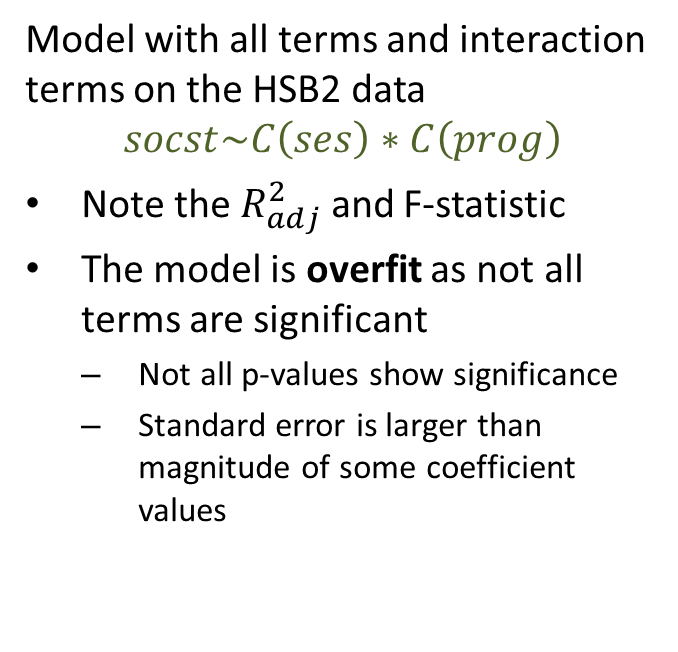 Model with all terms and interaction
terms on the HSB2 data
socst~C(ses) ∗ C(prog)
• Note the R²adj and F-statistic
• The model is overfit as not all
terms are significant
– Not all p-values show significance
– Standard error is larger than
magnitude of some coefficient
values